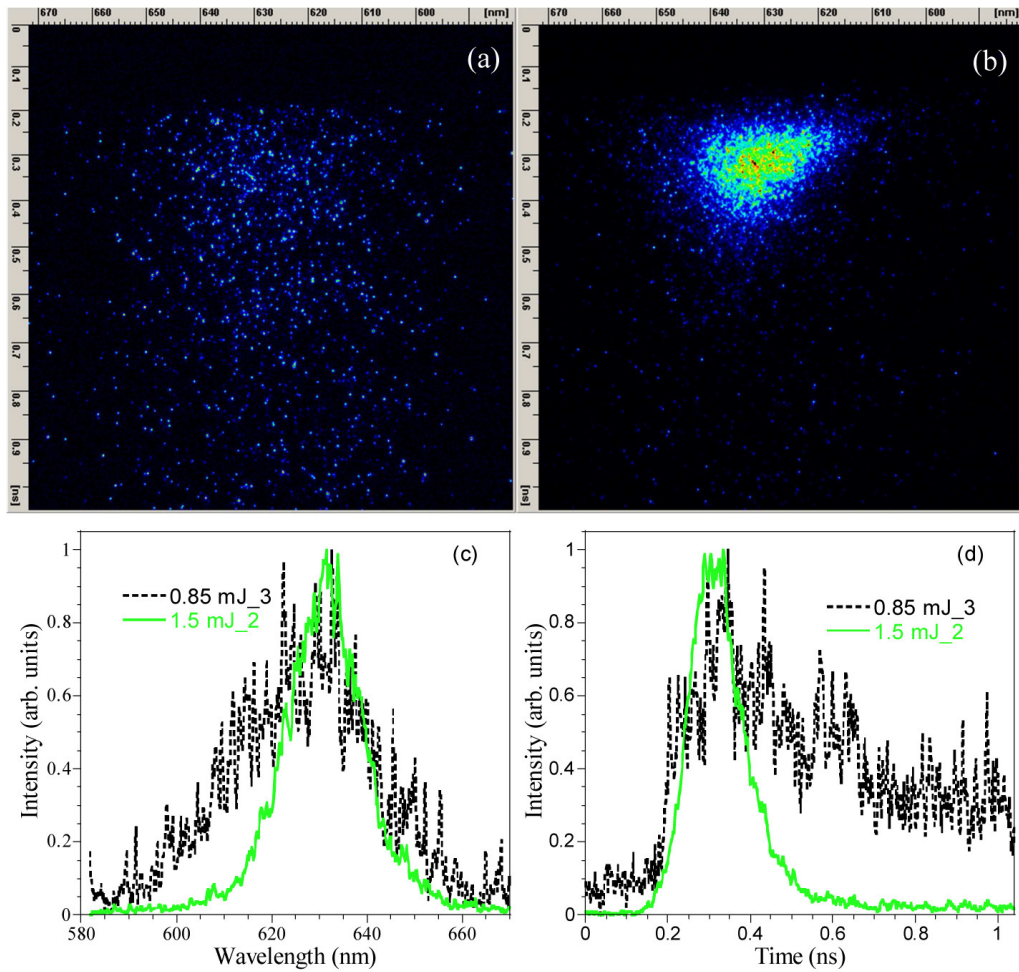 670 660 650 640 630 620 610 600 [nm]
670 660 650 640 630 620 610 600 [nm]
(a)
(b)
0
0.1
0.2
0.3
0.4
0.5
0.6
0.7
0.8
0.9
[ns]
0
0.1
0.2
0.3
0.4
0.5
0.6
0.7
0.8
0.9
[ns]
(c)
0.85 mJ_3
1.5 mJ_2
1
0.8
0.6
0.4
0.2
0
Intensity (arb. units)
580 600 620 640 660
Wavelength (nm)
(d)
0.85 mJ_3
1.5 mJ_2
1
0.8
0.6
0.4
0.2
0
Intensity (arb. units)
0 0.2 0.4 0.6 0.8 1
Time (ns)